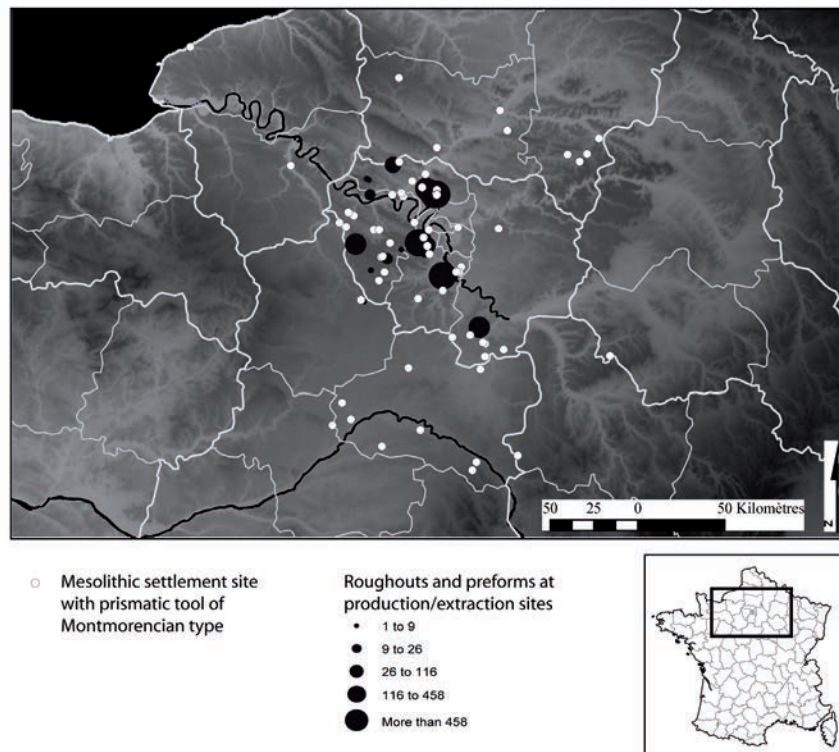 50 25 0 50 Kilomètres
N
Mesolithic settlement site
with prismatic tool of
Montmorencian type
Roughouts and preforms at
production/extraction sites
1 to 9
9 to 26
26 to 116
116 to 458
More than 458